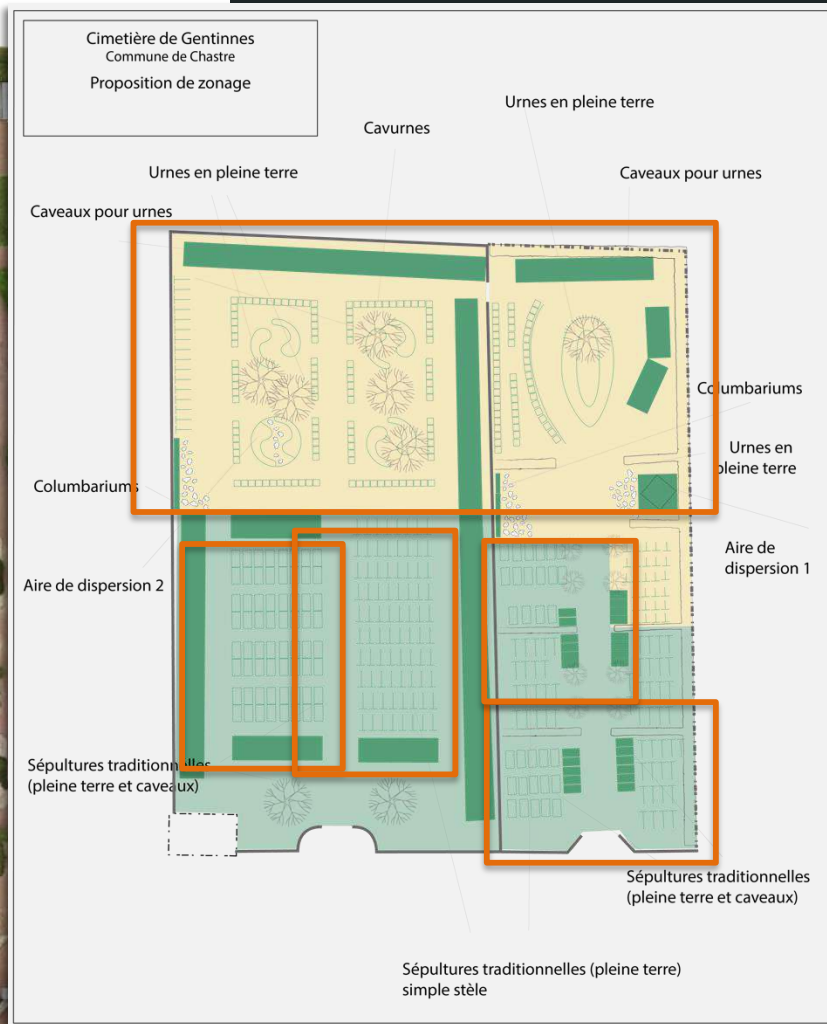 Cimetière de Gentinnes
Commune de Chastre
Proposition de zonage
Urnes en pleine terre
Cavurnes
Urnes en pleine terre
Caveaux pour urnes
Caveaux pour urnes
Columbariums
Urnes en
pleine terre
Columbariums
Aire de
dispersion 1
Aire de dispersion 2
Sépultures traditionnelles
(pleine terre et caveaux)
Sépultures traditionnelles
(pleine terre et caveaux)
Sépultures traditionnelles (pleine terre)
simple stèle